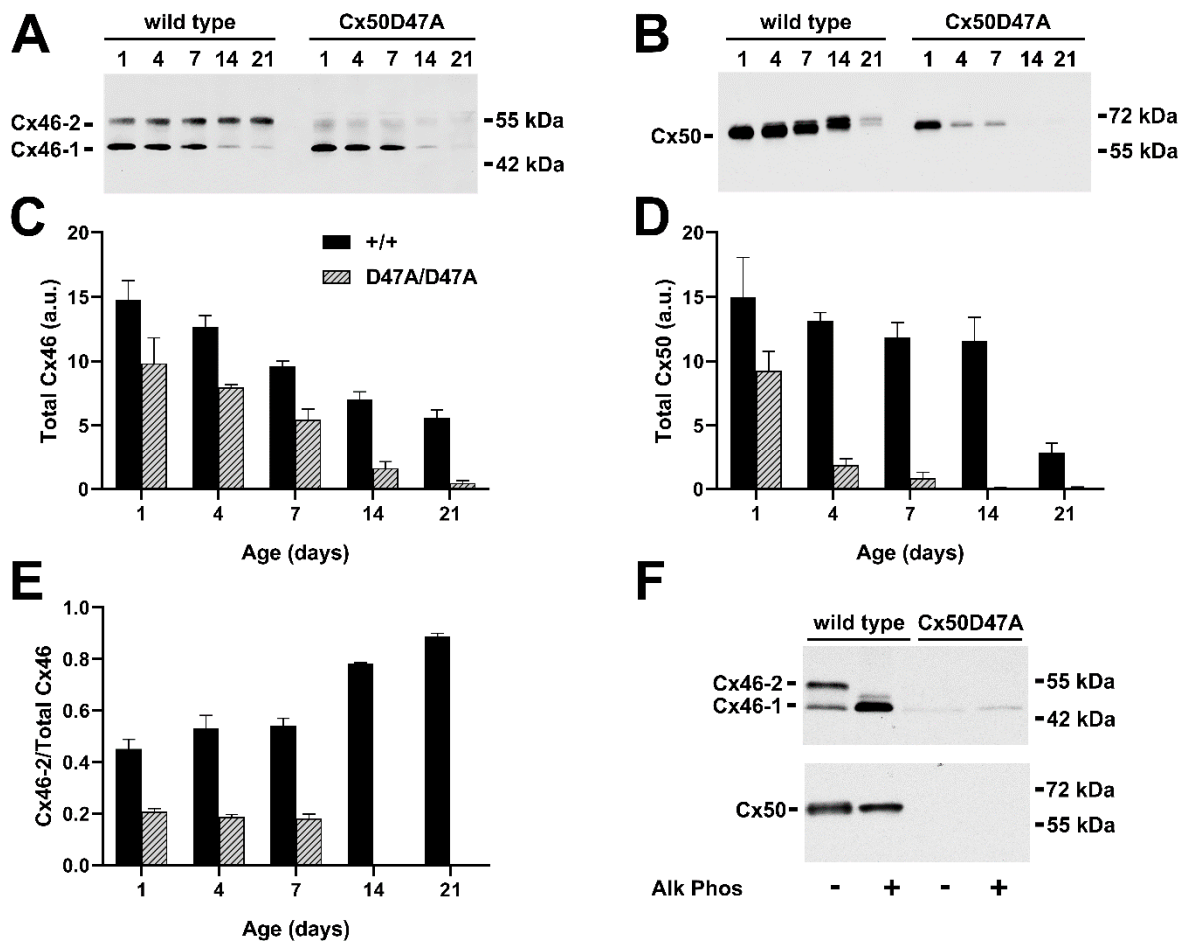 A
wild type Cx50D47A
1 4 7 14 21 1 4 7 14 21
Cx46-2
Cx46-1
55 kDa
42 kDa
B
wild type Cx50D47A
1 4 7 14 21 1 4 7 14 21
Cx50
72 kDa
55 kDa
C
Total Cx46 (a.u.)
20
15
10
5
0
+/+
D47A/D47A
1 4 7 14 21
Age (days)
D
Total Cx50 (a.u.)
20
15
10
5
0
1 4 7 14 21
Age (days)
E
Cx46-2/Total Cx46
1.0
0.8
0.6
0.4
0.2
0.0
1 4 7 14 21
Age (days)
F
wild type Cx50D47A
Cx46-2
Cx46-1
55 kDa
42 kDa
Cx50
72 kDa
55 kDa
Alk Phos - + - +